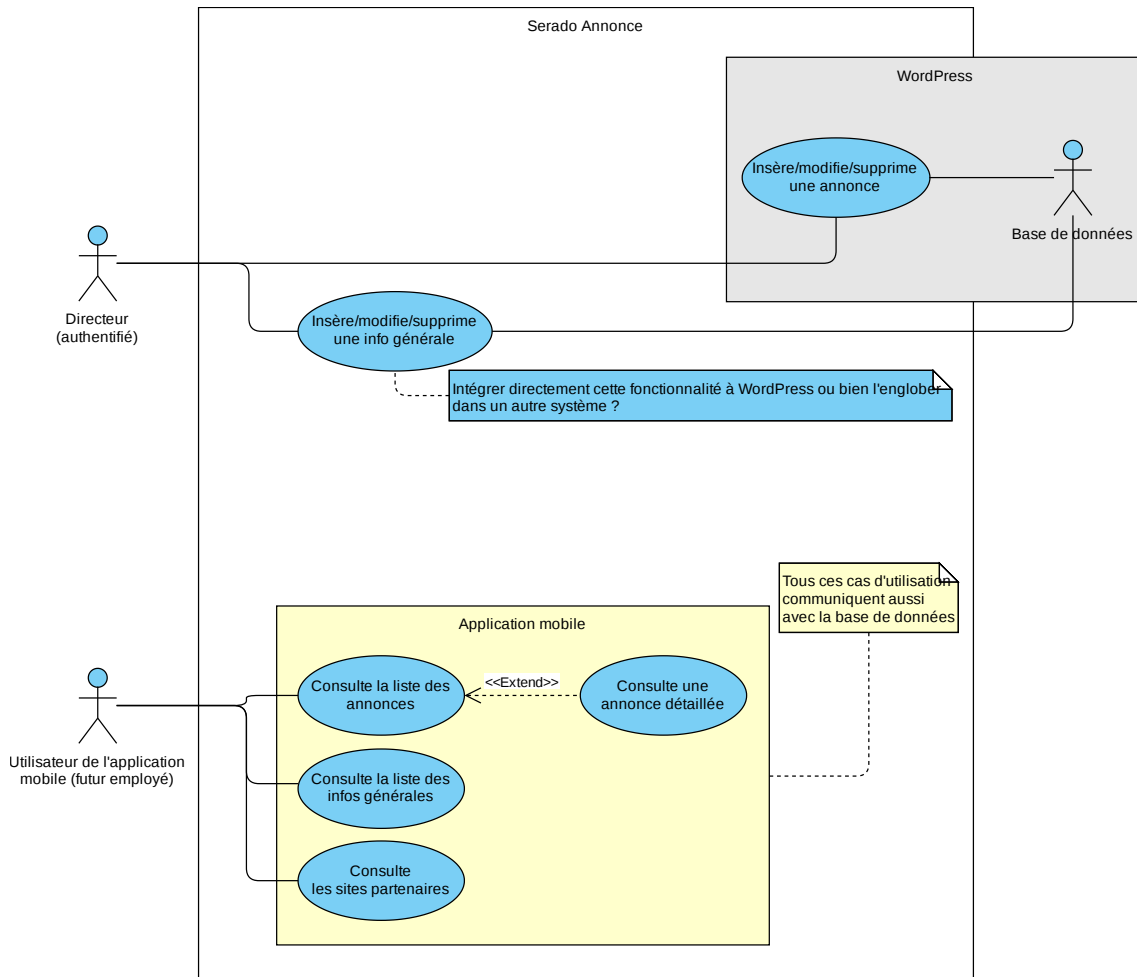 Serado Annonce
WordPress
Insère/modifie/supprime
une annonce
Base de données
Directeur
(authentifié)
Insère/modifie/supprime
une info générale
Intégrer directement cette fonctionnalité à WordPress ou bien l'englober
dans un autre système ?
Tous ces cas d'utilisation
communiquent aussi
avec la base de données
Application mobile
Consulte la liste des
annonces
<<Extend>>
Consulte une
annonce détaillée
Utilisateur de l'application
mobile (futur employé)
Consulte la liste des
infos générales
Consulte
les sites partenaires